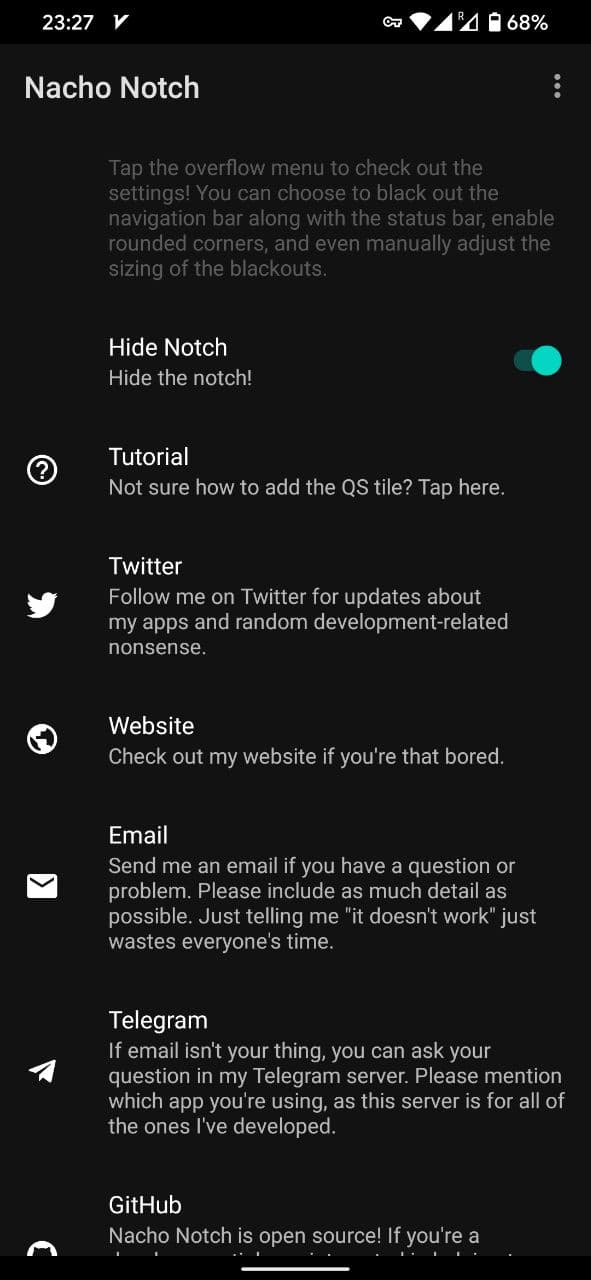 23:27
R
68%
Nacho Notch
Tap the overflow menu to check out the
settings! You can choose to black out the
navigation bar along with the status bar, enable
rounded corners, and even manually adjust the
sizing of the blackouts.
Hide Notch
Hide the notch!
Tutorial
Not sure how to add the QS tile? Tap here.
Twitter
Follow me on Twitter for updates about
my apps and random development-related
nonsense.
Website
Check out my website if you're that bored.
Email
Send me an email if you have a question or
problem. Please include as much detail as
possible. Just telling me "it doesn't work" just
wastes everyone's time.
Telegram
If email isn't your thing, you can ask your
question in my Telegram server. Please mention
which app you're using, as this server is for all of
the ones I've developed.
GitHub
Nacho Notch is open source! If you're a